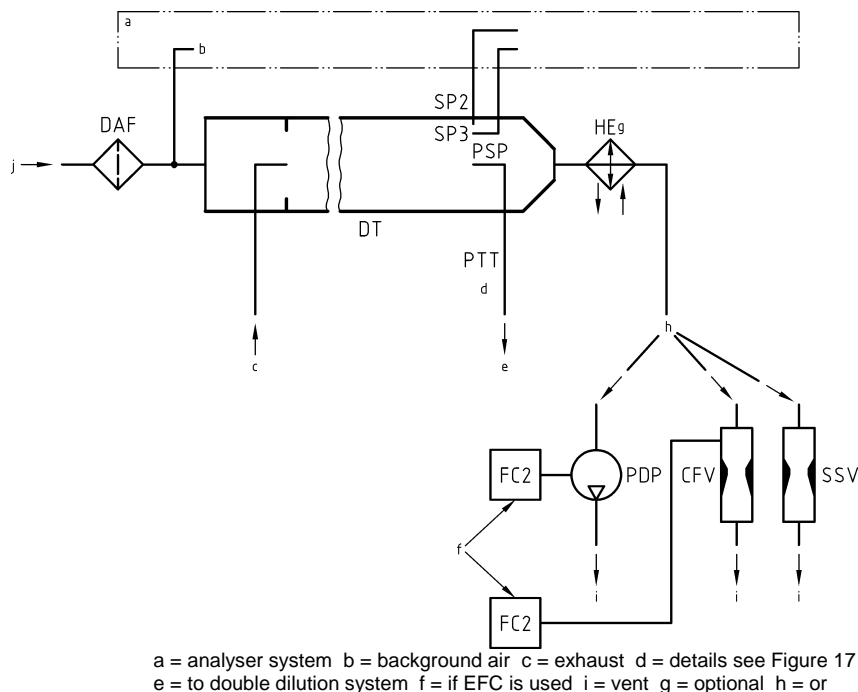 a
b
SP2
DAF
SP3
HE g
j
PSP
DT
PTT
d
h
c
e
FC2
PDP
CFV
SSV
f
i
i
i
FC2
a = analyser system b = background air c = exhaust d = details see Figure 17
e = to double dilution system f = if EFC is used i = vent g = optional h = or